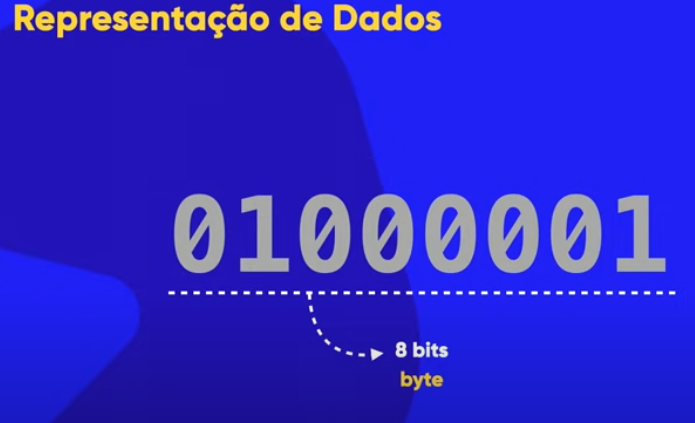 Representação de Dados
01000001
8 bits
byte